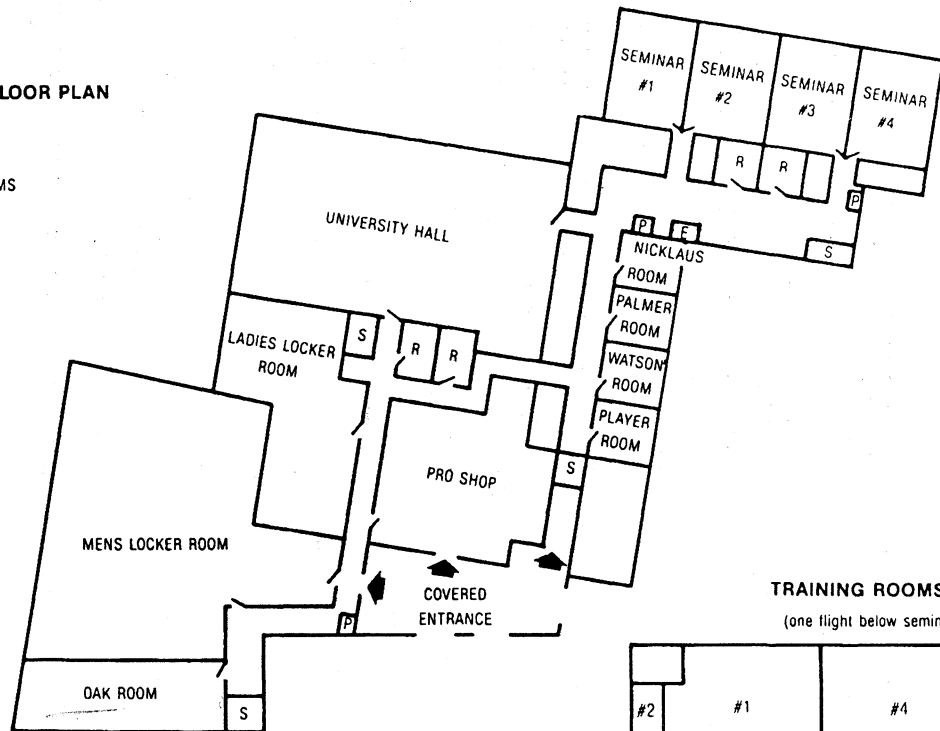 LOOR PLAN
MS
SEMINAR
#1
SEMINAR
#2
SEMINAR
#3
SEMINAR
#4
R
R
P
UNIVERSITY HALL
P
E
S
NICKLAUS
ROOM
PALMER
ROOM
WATSON
ROOM
PLAYER
ROOM
S
LADIES LOCKER
ROOM
S
R
R
PRO SHOP
MENS LOCKER ROOM
COVERED
ENTRANCE
P
OAK ROOM
S
TRAINING ROOMS
(one flight below semin
#2
#1
#4